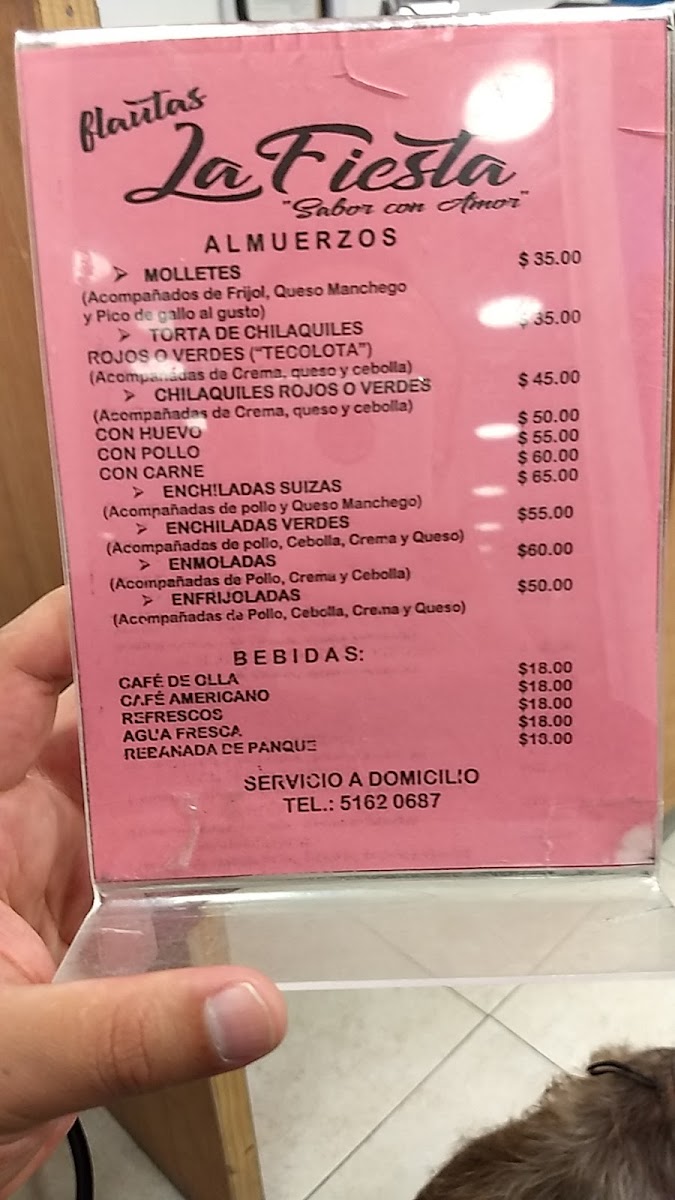 flautas
La Fiesta
"Sabor con Amor"
ALMUERZOS
➢ MOLLETES $ 35.00
(Acompañados de Frijol, Queso Manchego
y Pico de gallo al gusto)
➢ TORTA DE CHILAQUILES $ 35.00
ROJOS O VERDES ("TECOLOTA")
(Acompañadas de Crema, queso y cebolla)
➢ CHILAQUILES ROJOS O VERDES $ 45.00
(Acompañadas de Crema, queso y cebolla)
CON HUEVO $ 50.00
CON POLLO $ 55.00
CON CARNE $ 60.00
➢ ENCHILADAS SUIZAS $ 65.00
(Acompañadas de pollo y Queso Manchego)
➢ ENCHILADAS VERDES $55.00
(Acompañadas de pollo, Cebolla, Crema y Queso)
➢ ENMOLADAS $60.00
(Acompañadas de Pollo, Crema y Cebolla)
➢ ENFRIJOLADAS $50.00
(Acompañadas de Pollo, Cebolla, Crema y Queso)
BEBIDAS:
CAFÉ DE OLLA $18.00
CAFÉ AMERICANO $18.00
REFRESCOS $18.00
AGUA FRESCA $18.00
REBANADA DE PANQUE $13.00
SERVICIO A DOMICILIO
TEL.: 5162 0687